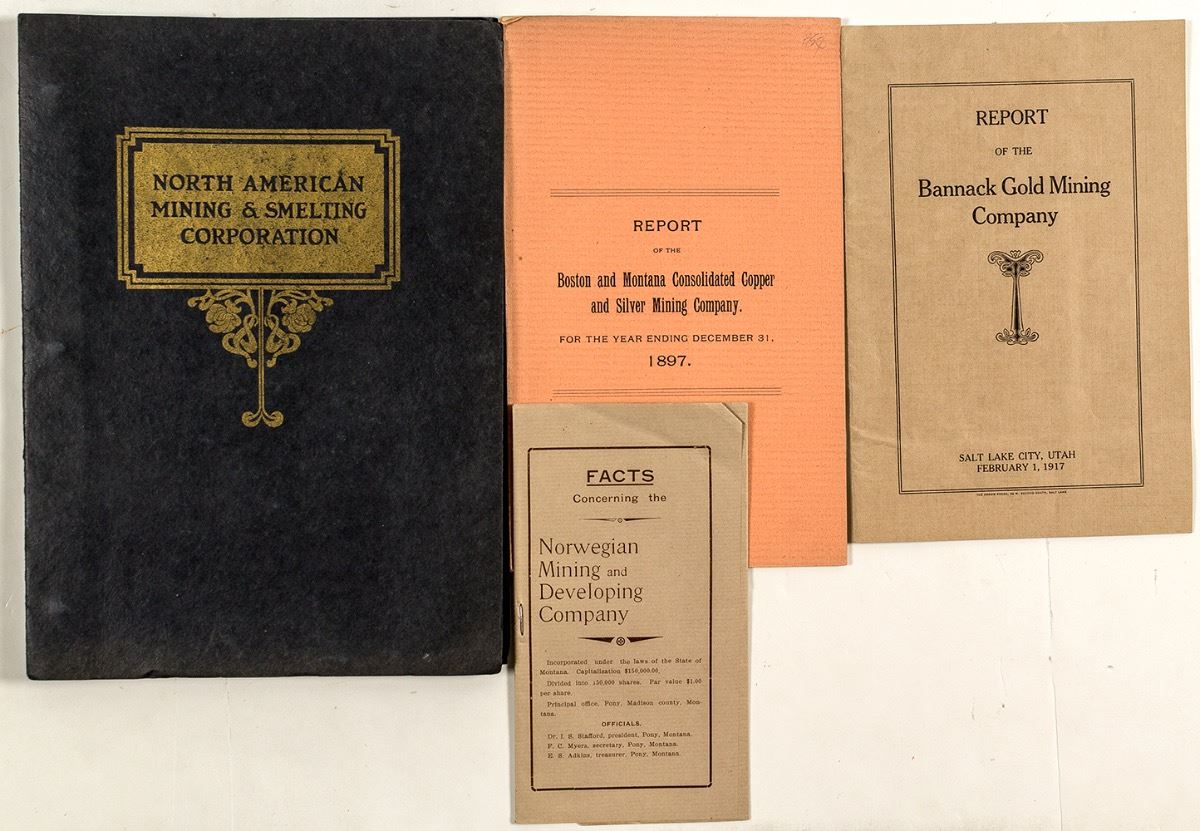 NORTH AMERICAN
MINING & SMELTING
CORPORATION
REPORT
OF THE
Boston and Montana Consolidated Copper
and Silver Mining Company.
FOR THE YEAR ENDING DECEMBER 31,
1897.
REPORT
OF THE
Bannack Gold Mining
Company
SALT LAKE CITY, UTAH
FEBRUARY 1, 1917
FACTS
Concerning the
Norwegian
Mining and
Developing
Company
Incorporated under the laws of the State of
Montana. Capitalization $150,000.00.
Divided into 150,000 shares. Par value $1.00
per share.
Principal office, Pony, Madison county, Mon-
tana.
OFFICIALS.
Dr. I. S. Stafford, president, Pony, Montana.
F. C. Myers, secretary, Pony, Montana.
E. S. Adkins, treasurer, Pony, Montana.